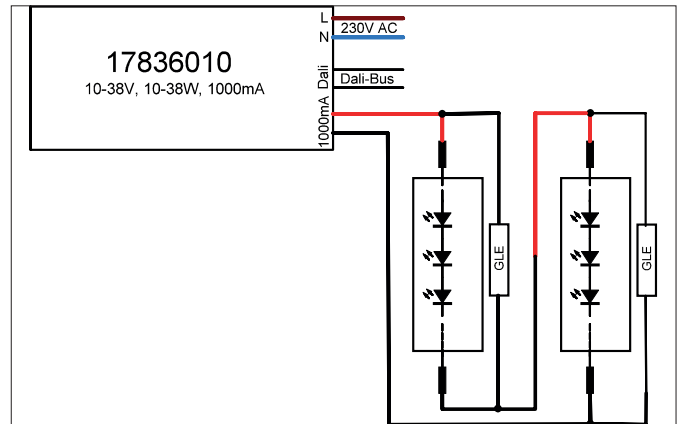 L
230V AC
N
17836010
10-38V, 10-38W, 1000mA
Dali
Dali-Bus
1000mA
GLE
GLE